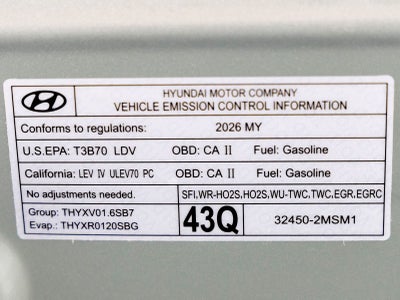 HYUNDAI MOTOR COMPANY
VEHICLE EMISSION CONTROL INFORMATION
Conforms to regulations: 2026 MY
U.S.EPA: T3B70 LDV OBD: CA II Fuel: Gasoline
California: LEV IV ULEV70 PC OBD: CA II Fuel: Gasoline
No adjustments needed. SFI,WR-HO2S,HO2S,WU-TWC,TWC,EGR,EGRC
Group: THYXV01.6SB7
Evap.: THYXR0120SBG
43Q
32450-2MSM1